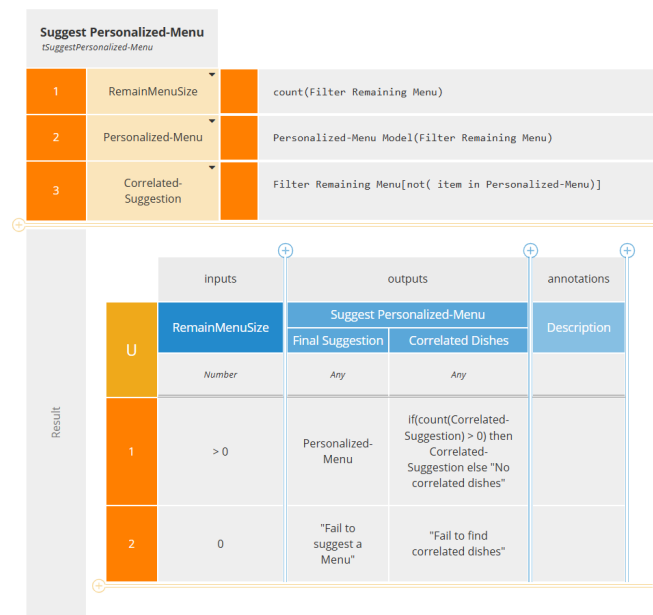 Suggest Personalized-Menu
tSuggestPersonalized-Menu
1 RemainMenuSize count(Filter Remaining Menu)
2 Personalized-Menu Personalized-Menu Model(Filter Remaining Menu)
3 Correlated-
Suggestion
Filter Remaining Menu[not( item in Personalized-Menu)]
Result
inputs outputs annotations
U
RemainMenuSize
Suggest Personalized-Menu
Final Suggestion Correlated Dishes
Description
Number Any Any
1
> 0
Personalized-
Menu
if(count(Correlated-
Suggestion) > 0) then
Correlated-
Suggestion else "No
correlated dishes"
2
0
"Fail to
suggest a
Menu"
"Fail to find
correlated dishes"